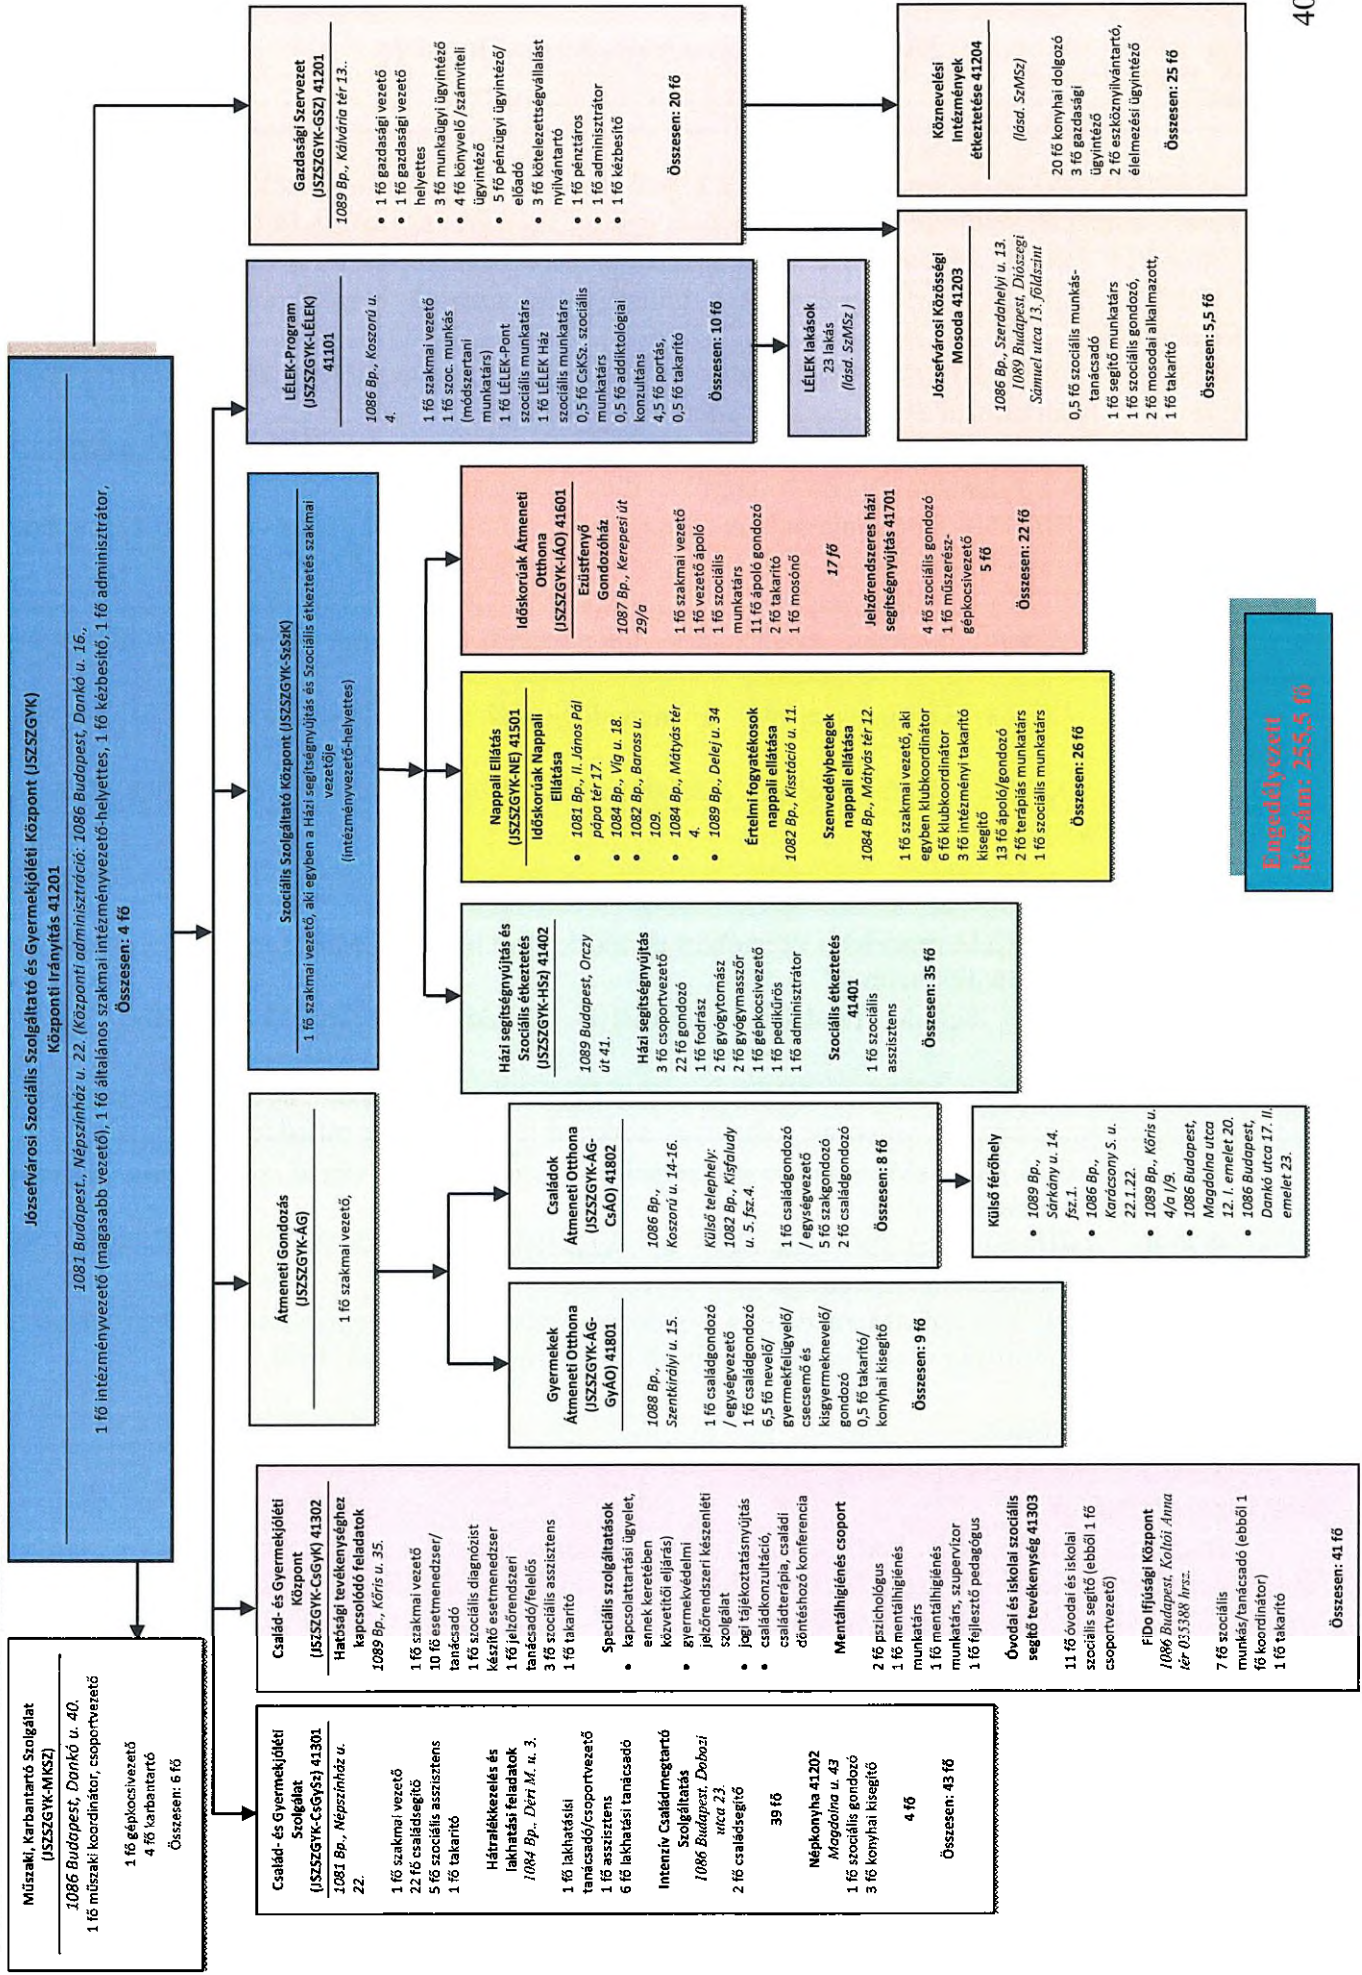 Józsefvárosi Szociális Szolgáltató és Gyermekjóléti Központ (JSZSZGYK)
Központi Irányítás 41201
1081 Budapest., Népszínház u. 22. (Központi adminisztráció: 1086 Budapest, Dankó u. 16.,
1 fő intézményvezető (magasabb vezető), 1 fő általános szakmai intézményvezető-helyettes, 1 fő kézbesítő, 1 fő adminisztrátor,
Összesen: 4 fő
Műszaki, Karbantartó Szolgálat
(JSZSZGYK-MKSZ)
1086 Budapest, Dankó u. 40.
1 fő műszaki koordinátor, csoportvezető
1 fő gépkocsivezető
4 fő karbantartó
Összesen: 6 fő
Család- és Gyermekjóléti
Szolgálat
(JSZSZGYK-CsGySz) 41301
1081 Bp., Népszínház u.
22.
1 fő szakmai vezető
22 fő családsegítő
5 fő szociális asszisztens
1 fő takarító
Hátralékkezelés és
lakhatási feladatok
1084 Bp., Déri M. u. 3.
1 fő lakhatásisi
tanácsadó/csoportvezető
1 fő asszisztens
6 fő lakhatási tanácsadó
Intenzív Családmegtartó
Szolgáltatás
1086 Budapest, Dobozi
utca 23.
2 fő családsegítő
39 fő
Népkonyha 41202
Magdolna u. 43
1 fő szociális gondozó
3 fő konyhai kisegítő
4 fő
Összesen: 43 fő
Család- és Gyermekjóléti
Központ
(JSZSZGYK-CsGyK) 41302
Hatósági tevékenységhez
kapcsolódó feladatok
1089 Bp., Kőris u. 35.
1 fő szakmai vezető
10 fő esetmenedzser/
tanácsadó
1 fő szociális diagnózist
készítő esetmenedzser
1 fő jelzőrendszeri
tanácsadó/felelős
3 fő szociális asszisztens
1 fő takarító
Speciális szolgáltatások
• kapcsolattartási ügyelet,
ennek keretében
közvetítői eljárás)
• gyermekvédelmi
jelzőrendszeri készenléti
szolgálat
• jogi tájékoztatásnyújtás
• családkonzultáció,
családterápia, családi
döntéshozó konferencia
Mentálhigiénés csoport
2 fő pszichológus
1 fő mentálhigiénés
munkatárs
1 fő mentálhigiénés
munkatárs, szupervízor
1 fő fejlesztő pedagógus
Óvodai és iskolai szociális
segítő tevékenység 41303
11 fő óvodai és iskolai
szociális segítő (ebből 1 fő
csoportvezető)
FiDo Ifjúsági Központ
1086 Budapest, Koltói Anna
tér 035388 hrsz.
7 fő szociális
munkás/tanácsadó (ebből 1
fő koordinátor)
1 fő takarító
Összesen: 41 fő
Átmeneti Gondozás
(JSZSZGYK-ÁG)
1 fő szakmai vezető,
Gyermekek
Átmeneti Otthona
(JSZSZGYK-ÁG-
GyÁO) 41801
1088 Bp.,
Szentkirályi u. 15.
1 fő családgondozó
/ egységvezető
1 fő családgondozó
6,5 fő nevelő/
gyermekfelügyelő/
csecsemő és
kisgyermeknevelő/
gondozó
0,5 fő takarító/
konyhai kisegítő
Összesen: 9 fő
Családok
Átmeneti Otthona
(JSZSZGYK-ÁG-
CsÁO) 41802
1086 Bp.,
Koszorú u. 14-16.
Külső telephely:
1082 Bp., Kisfaludy
u. 5. fsz.4.
1 fő családgondozó
/ egységvezető
5 fő szakgondozó
2 fő családgondozó
Összesen: 8 fő
Külső férőhely
• 1089 Bp.,
Sárkány u. 14.
fsz.1.
• 1086 Bp.,
Karácsony S. u.
22.1.22.
• 1089 Bp., Kőris u.
4/a I/9.
• 1086 Budapest,
Magdolna utca
12. I. emelet 20.
• 1086 Budapest,
Dankó utca 17. II.
emelet 23.
Szociális Szolgáltató Központ (JSZSZGYK-SzSzK)
1 fő szakmai vezető, aki egyben a Házi segítségnyújtás és Szociális étkeztetés szakmai
vezetője
(intézményvezető-helyettes)
Házi segítségnyújtás és
Szociális étkeztetés
(JSZSZGYK-HSz) 41402
1089 Budapest, Orczy
út 41.
Házi segítségnyújtás
3 fő csoportvezető
22 fő gondozó
1 fő fodrász
2 fő gyógytornász
2 fő gyógymasszőr
1 fő gépkocsivezető
1 fő pedikűrös
1 fő adminisztrátor
Szociális étkeztetés
41401
1 fő szociális
asszisztens
Összesen: 35 fő
Nappali Ellátás
(JSZSZGYK-NE) 41501
Időskorúak Nappali
Ellátása
• 1081 Bp., II. János Pál
pápa tér 17.
• 1084 Bp., Víg u. 18.
• 1082 Bp., Baross u.
109.
• 1084 Bp., Mátyás tér
4.
• 1089 Bp., Delej u. 34
Értelmi fogyatékosok
nappali ellátása
1082 Bp., Kisstáció u. 11.
Szenvedélybetegek
nappali ellátása
1084 Bp., Mátyás tér 12.
1 fő szakmai vezető, aki
egyben klubkoordinátor
6 fő klubkoordinátor
3 fő intézményi takarító
kisegítő
13 fő ápoló/gondozó
2 fő terápiás munkatárs
1 fő szociális munkatárs
Összesen: 26 fő
Időskorúak Átmeneti
Otthona
(JSZSZGYK-IÁO) 41601
Ezüstfenyő
Gondozóház
1087 Bp., Kerepesi út
29/a
1 fő szakmai vezető
1 fő vezető ápoló
1 fő szociális
munkatárs
11 fő ápoló gondozó
2 fő takarító
1 fő mosónő
17 fő
Jelzőrendszeres házi
segítségnyújtás 41701
4 fő szociális gondozó
1 fő műszerész-
gépkocsivezető
5 fő
Összesen: 22 fő
LÉLEK-Program
(JSZSZGYK-LÉLEK)
41101
1086 Bp., Koszorú u.
4.
1 fő szakmai vezető
1 fő szoc. munkás
(módszertani
munkatárs)
1 fő LÉLEK-Pont
szociális munkatárs
1 fő LÉLEK Ház
szociális munkatárs
0,5 fő CsKSz. szociális
munkatárs
0,5 fő addiktológiai
konzultáns
4,5 fő portás,
0,5 fő takarító
Összesen: 10 fő
LÉLEK lakások
23 lakás
(lásd. SzMSz )
Gazdasági Szervezet
(JSZSZGYK-GSZ) 41201
1089 Bp., Kálvária tér 13..
• 1 fő gazdasági vezető
• 1 fő gazdasági vezető
helyettes
• 3 fő munkaügyi ügyintéző
• 4 fő könyvelő /számviteli
ügyintéző
• 5 fő pénzügyi ügyintéző/
előadó
• 3 fő kötelezettségvállalást
nyilvántartó
• 1 fő pénztáros
• 1 fő adminisztrátor
• 1 fő kézbesítő
Összesen: 20 fő
Józsefvárosi Közösségi
Mosoda 41203
1086 Bp., Szerdahelyi u. 13.
1089 Budapest, Diószegi
Sámuel utca 13. földszint
0,5 fő szociális munkás-
tanácsadó
1 fő segítő munkatárs
1 fő szociális gondozó,
2 fő mosodai alkalmazott,
1 fő takarító
Összesen: 5,5 fő
Köznevelési
Intézmények
étkeztetése 41204
(lásd. SzMSz)
20 fő konyhai dolgozó
3 fő gazdasági
ügyintéző
2 fő eszköznyilvántartó,
élelmezési ügyintéző
Összesen: 25 fő
Engedélyezett
létszám: 255,5 fő
40